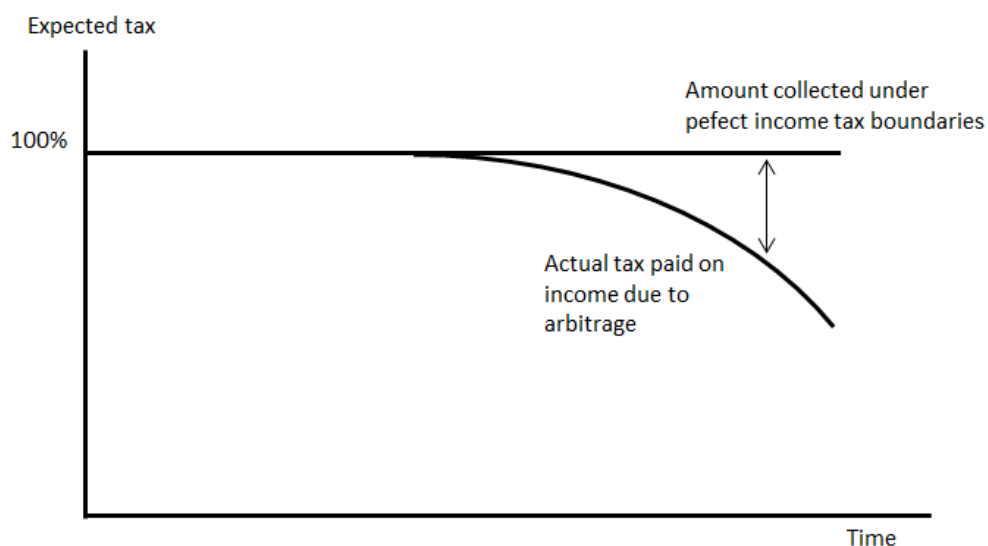 Expected tax
Amount collected under
pefect income tax boundaries
100%
Actual tax paid on
income due to
arbitrage
Time